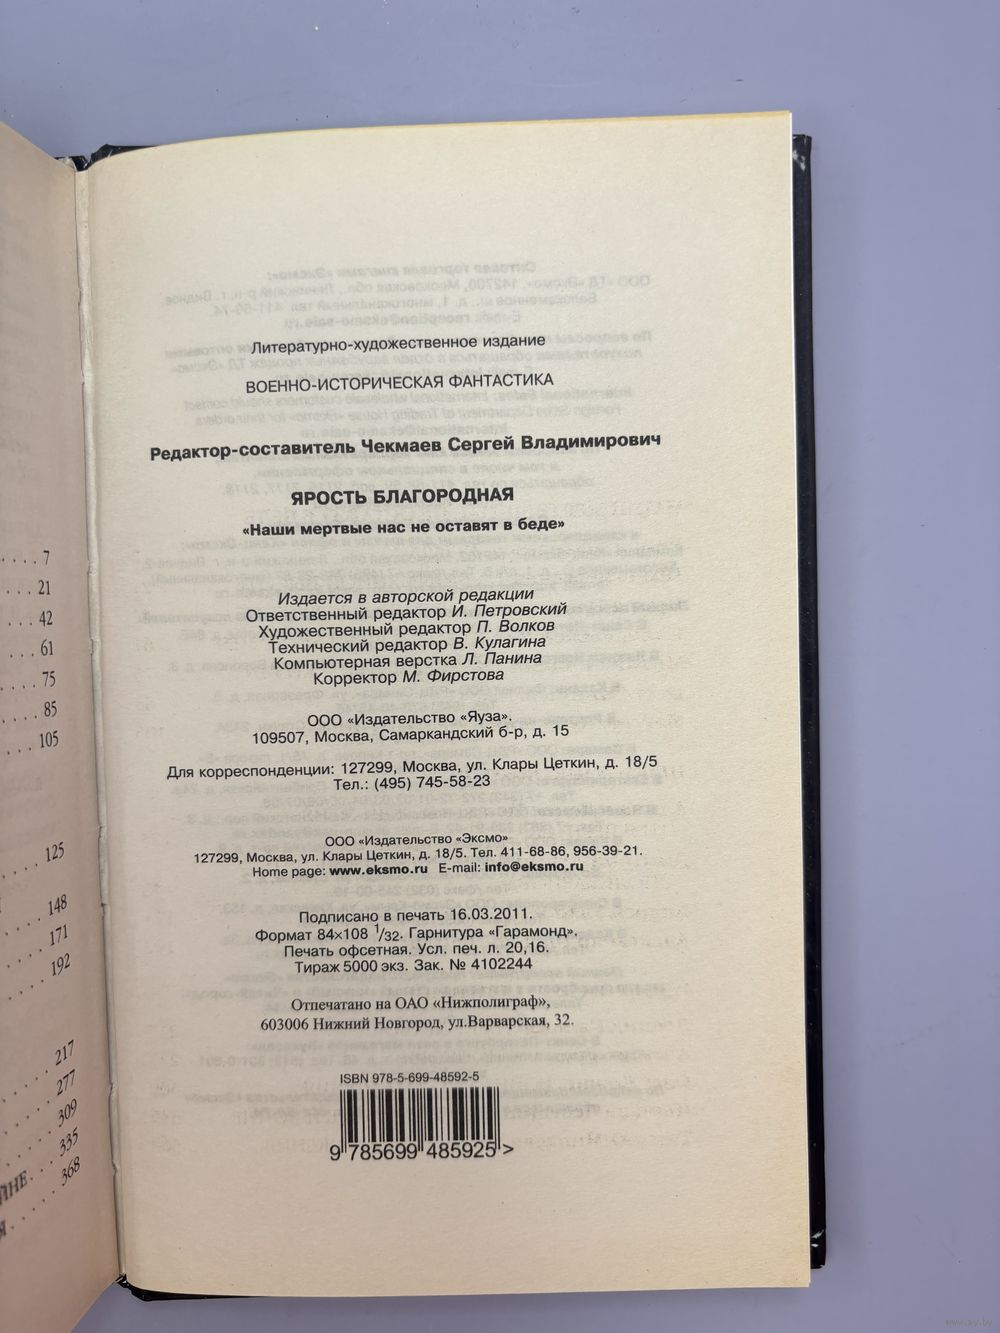 7
21
42
61
75
85
105
125
148
171
192
217
277
309
335
368
Литературно-художественное издание
ВОЕННО-ИСТОРИЧЕСКАЯ ФАНТАСТИКА
Редактор-составитель Чекмаев Сергей Владимирович
ЯРОСТЬ БЛАГОРОДНАЯ
«Наши мертвые нас не оставят в беде»
Издается в авторской редакции
Ответственный редактор И. Петровский
Художественный редактор П. Волков
Технический редактор В. Кулагина
Компьютерная верстка Л. Панина
Корректор М. Фирстова
ООО «Издательство «Яуза».
109507, Москва, Самаркандский б-р, д. 15
Для корреспонденции: 127299, Москва, ул. Клары Цеткин, д. 18/5
Тел.: (495) 745-58-23
ООО «Издательство «Эксмо»
127299, Москва, ул. Клары Цеткин, д. 18/5. Тел. 411-68-86, 956-39-21.
Home page: www.eksmo.ru E-mail: info@eksmo.ru
Подписано в печать 16.03.2011.
Формат 84×108 1/32. Гарнитура «Гарамонд».
Печать офсетная. Усл. печ. л. 20,16.
Тираж 5000 экз. Зак. № 4102244
Отпечатано на ОАО «Нижполиграф»,
603006 Нижний Новгород, ул.Варварская, 32.
ISBN 978-5-699-48592-5
9 785699 485925 >